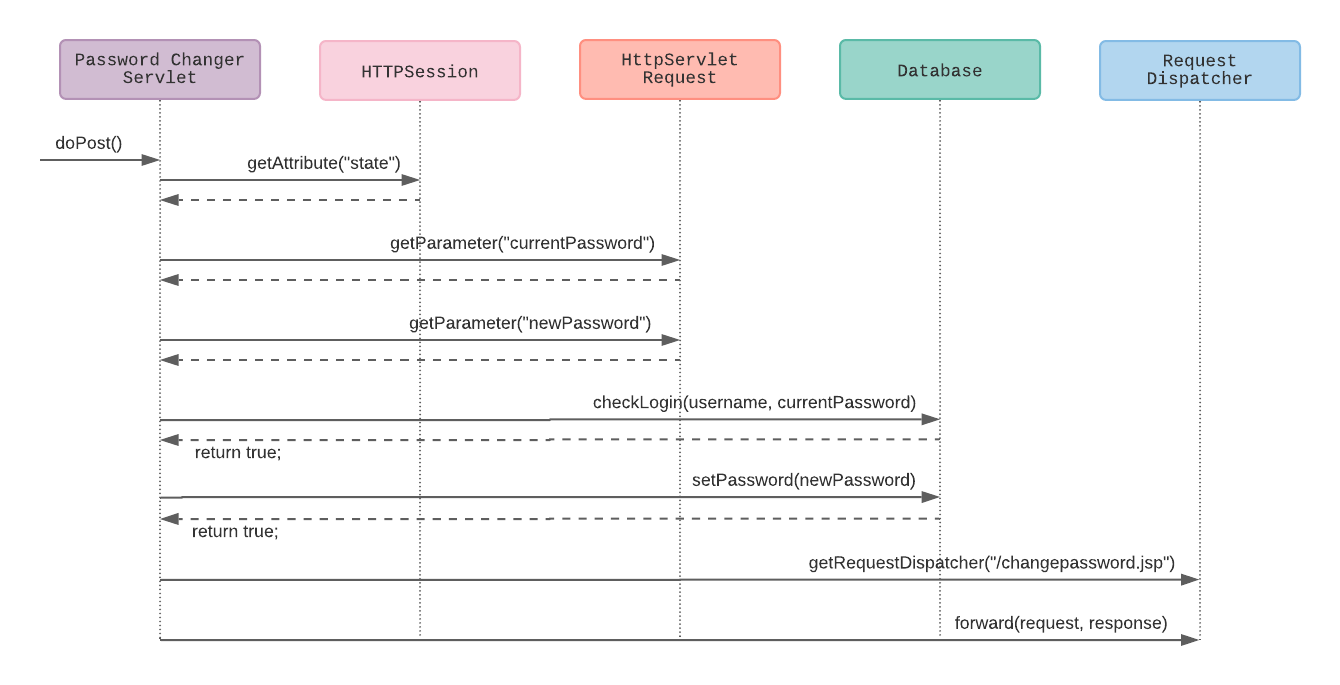 Password Changer
Servlet
HTTPSession
HttpServlet
Request
Database
Request
Dispatcher
doPost()
getAttribute("state")
getParameter("currentPassword")
getParameter("newPassword")
checkLogin(username, currentPassword)
return true;
setPassword(newPassword)
return true;
getRequestDispatcher("/changepassword.jsp")
forward(request, response)